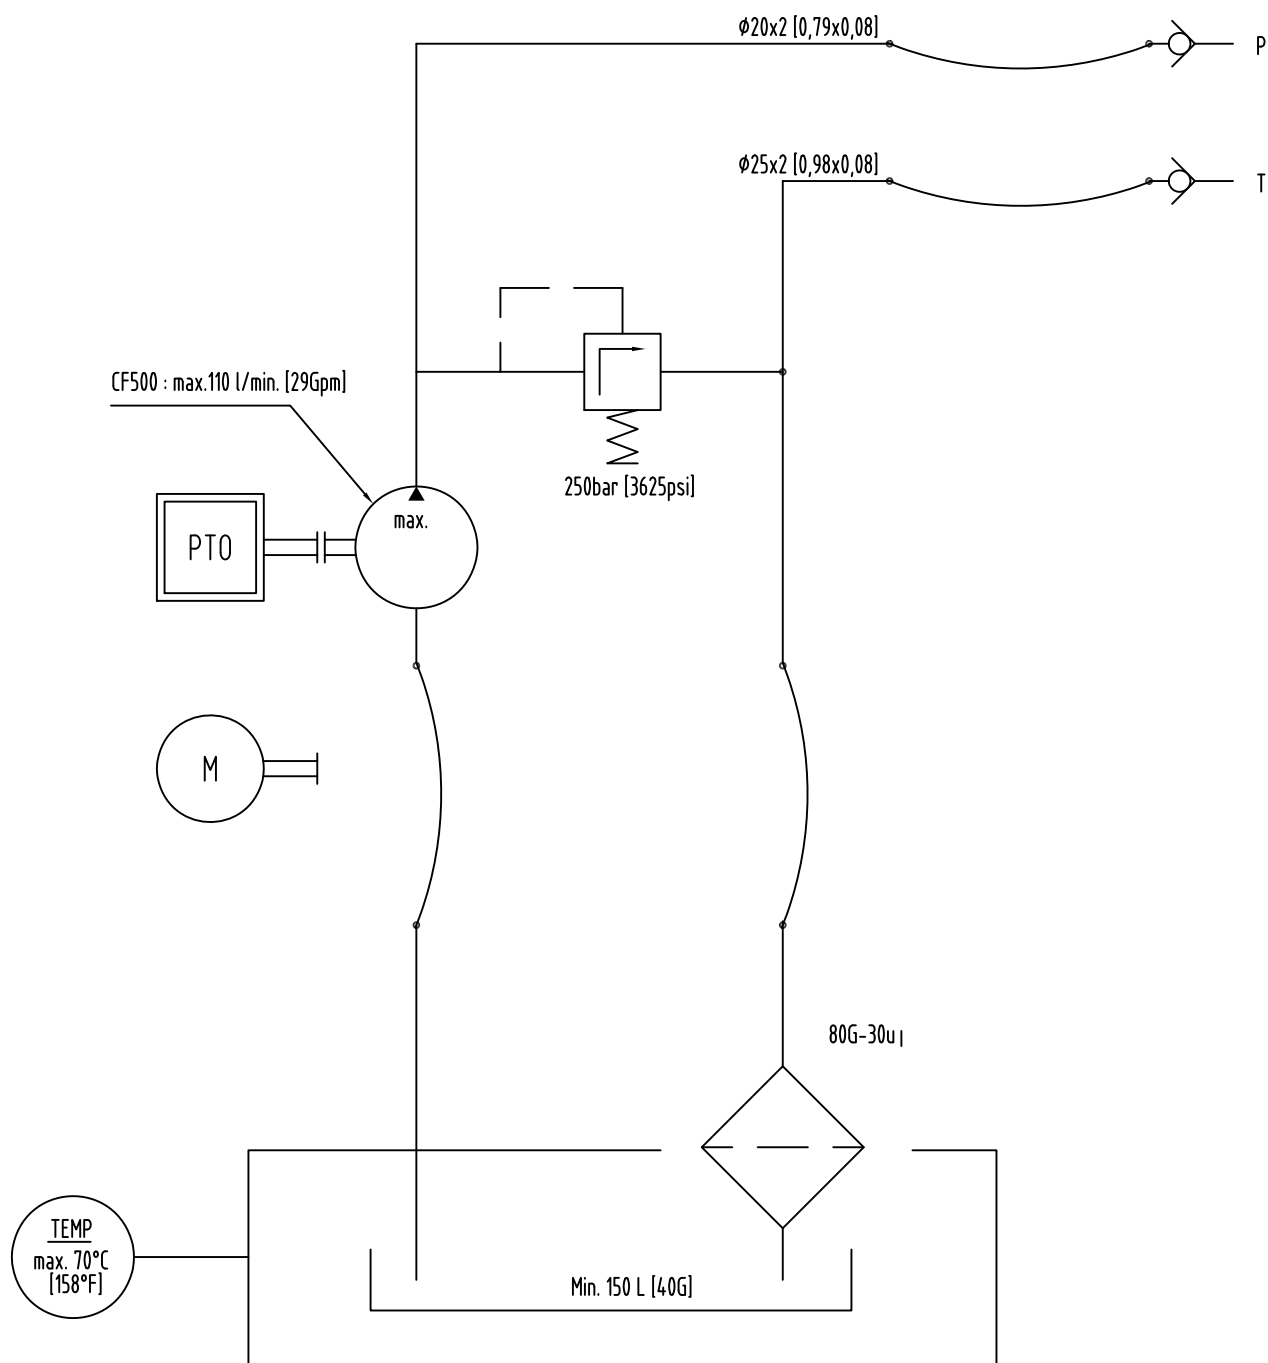 Ø20x2 [0,79x0,08]
P
Ø25x2 [0,98x0,08]
T
CF500 : max.110 l/min. [29Gpm]
250bar [3625psi]
max.
PTO
M
80G-30u
TEMP
max. 70°C
[158°F]
Min. 150 L [40G]